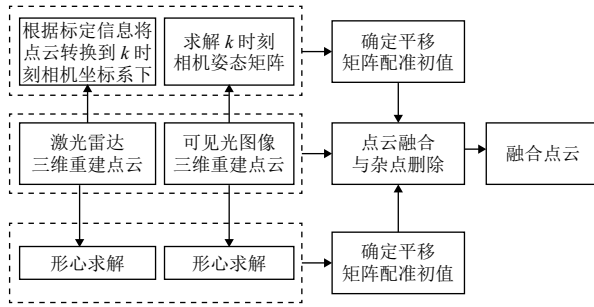 根据标定信息将
点云转换到 k 时
刻相机坐标系下
求解 k 时刻
相机姿态矩阵
确定平移
矩阵配准初值
激光雷达
三维重建点云
可见光图像
三维重建点云
点云融合
与杂点删除
融合点云
形心求解
形心求解
确定平移
矩阵配准初值